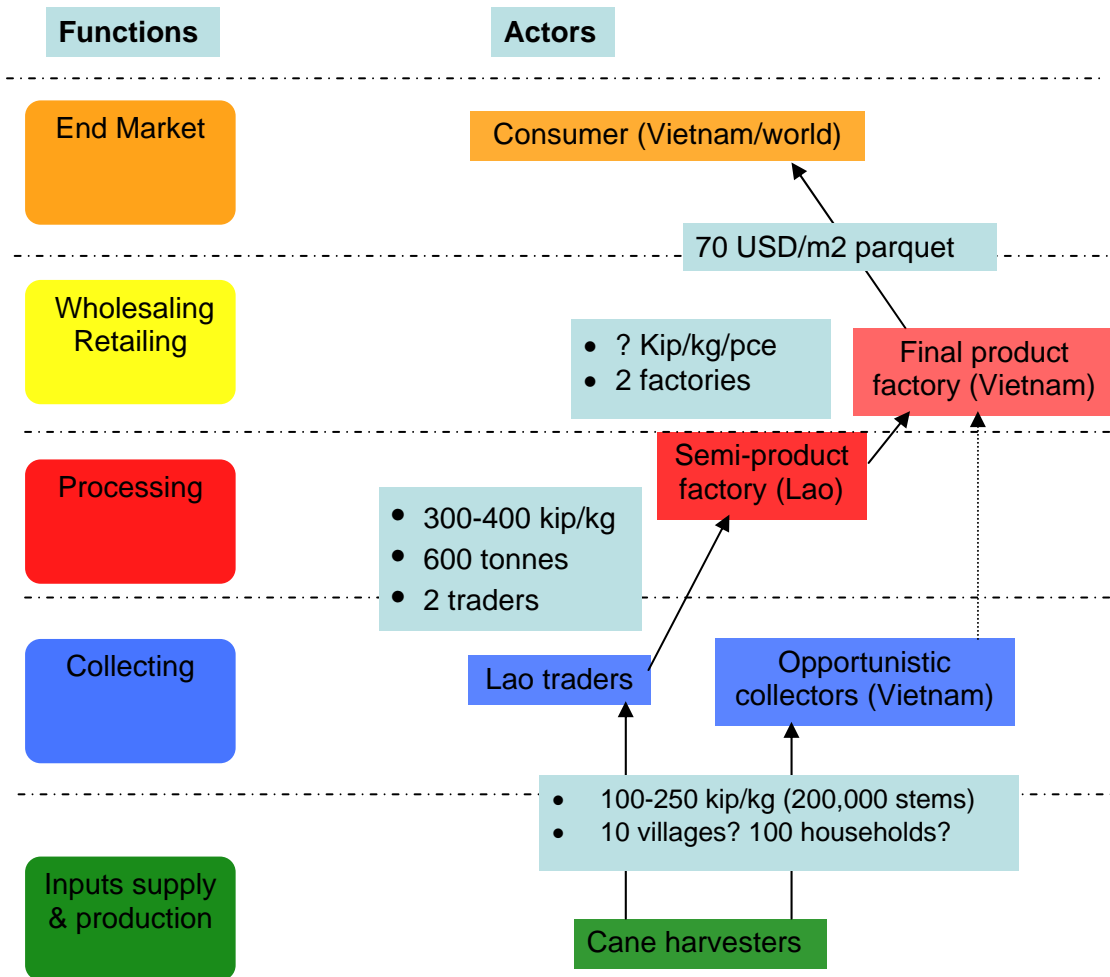 Functions
Actors
End Market
Consumer (Vietnam/world)
70 USD/m2 parquet
Wholesaling
Retailing
• ? Kip/kg/pce
• 2 factories
Final product
factory (Vietnam)
Processing
Semi-product
factory (Lao)
• 300-400 kip/kg
• 600 tonnes
• 2 traders
Collecting
Lao traders
Opportunistic
collectors (Vietnam)
• 100-250 kip/kg (200,000 stems)
• 10 villages? 100 households?
Inputs supply
& production
Cane harvesters